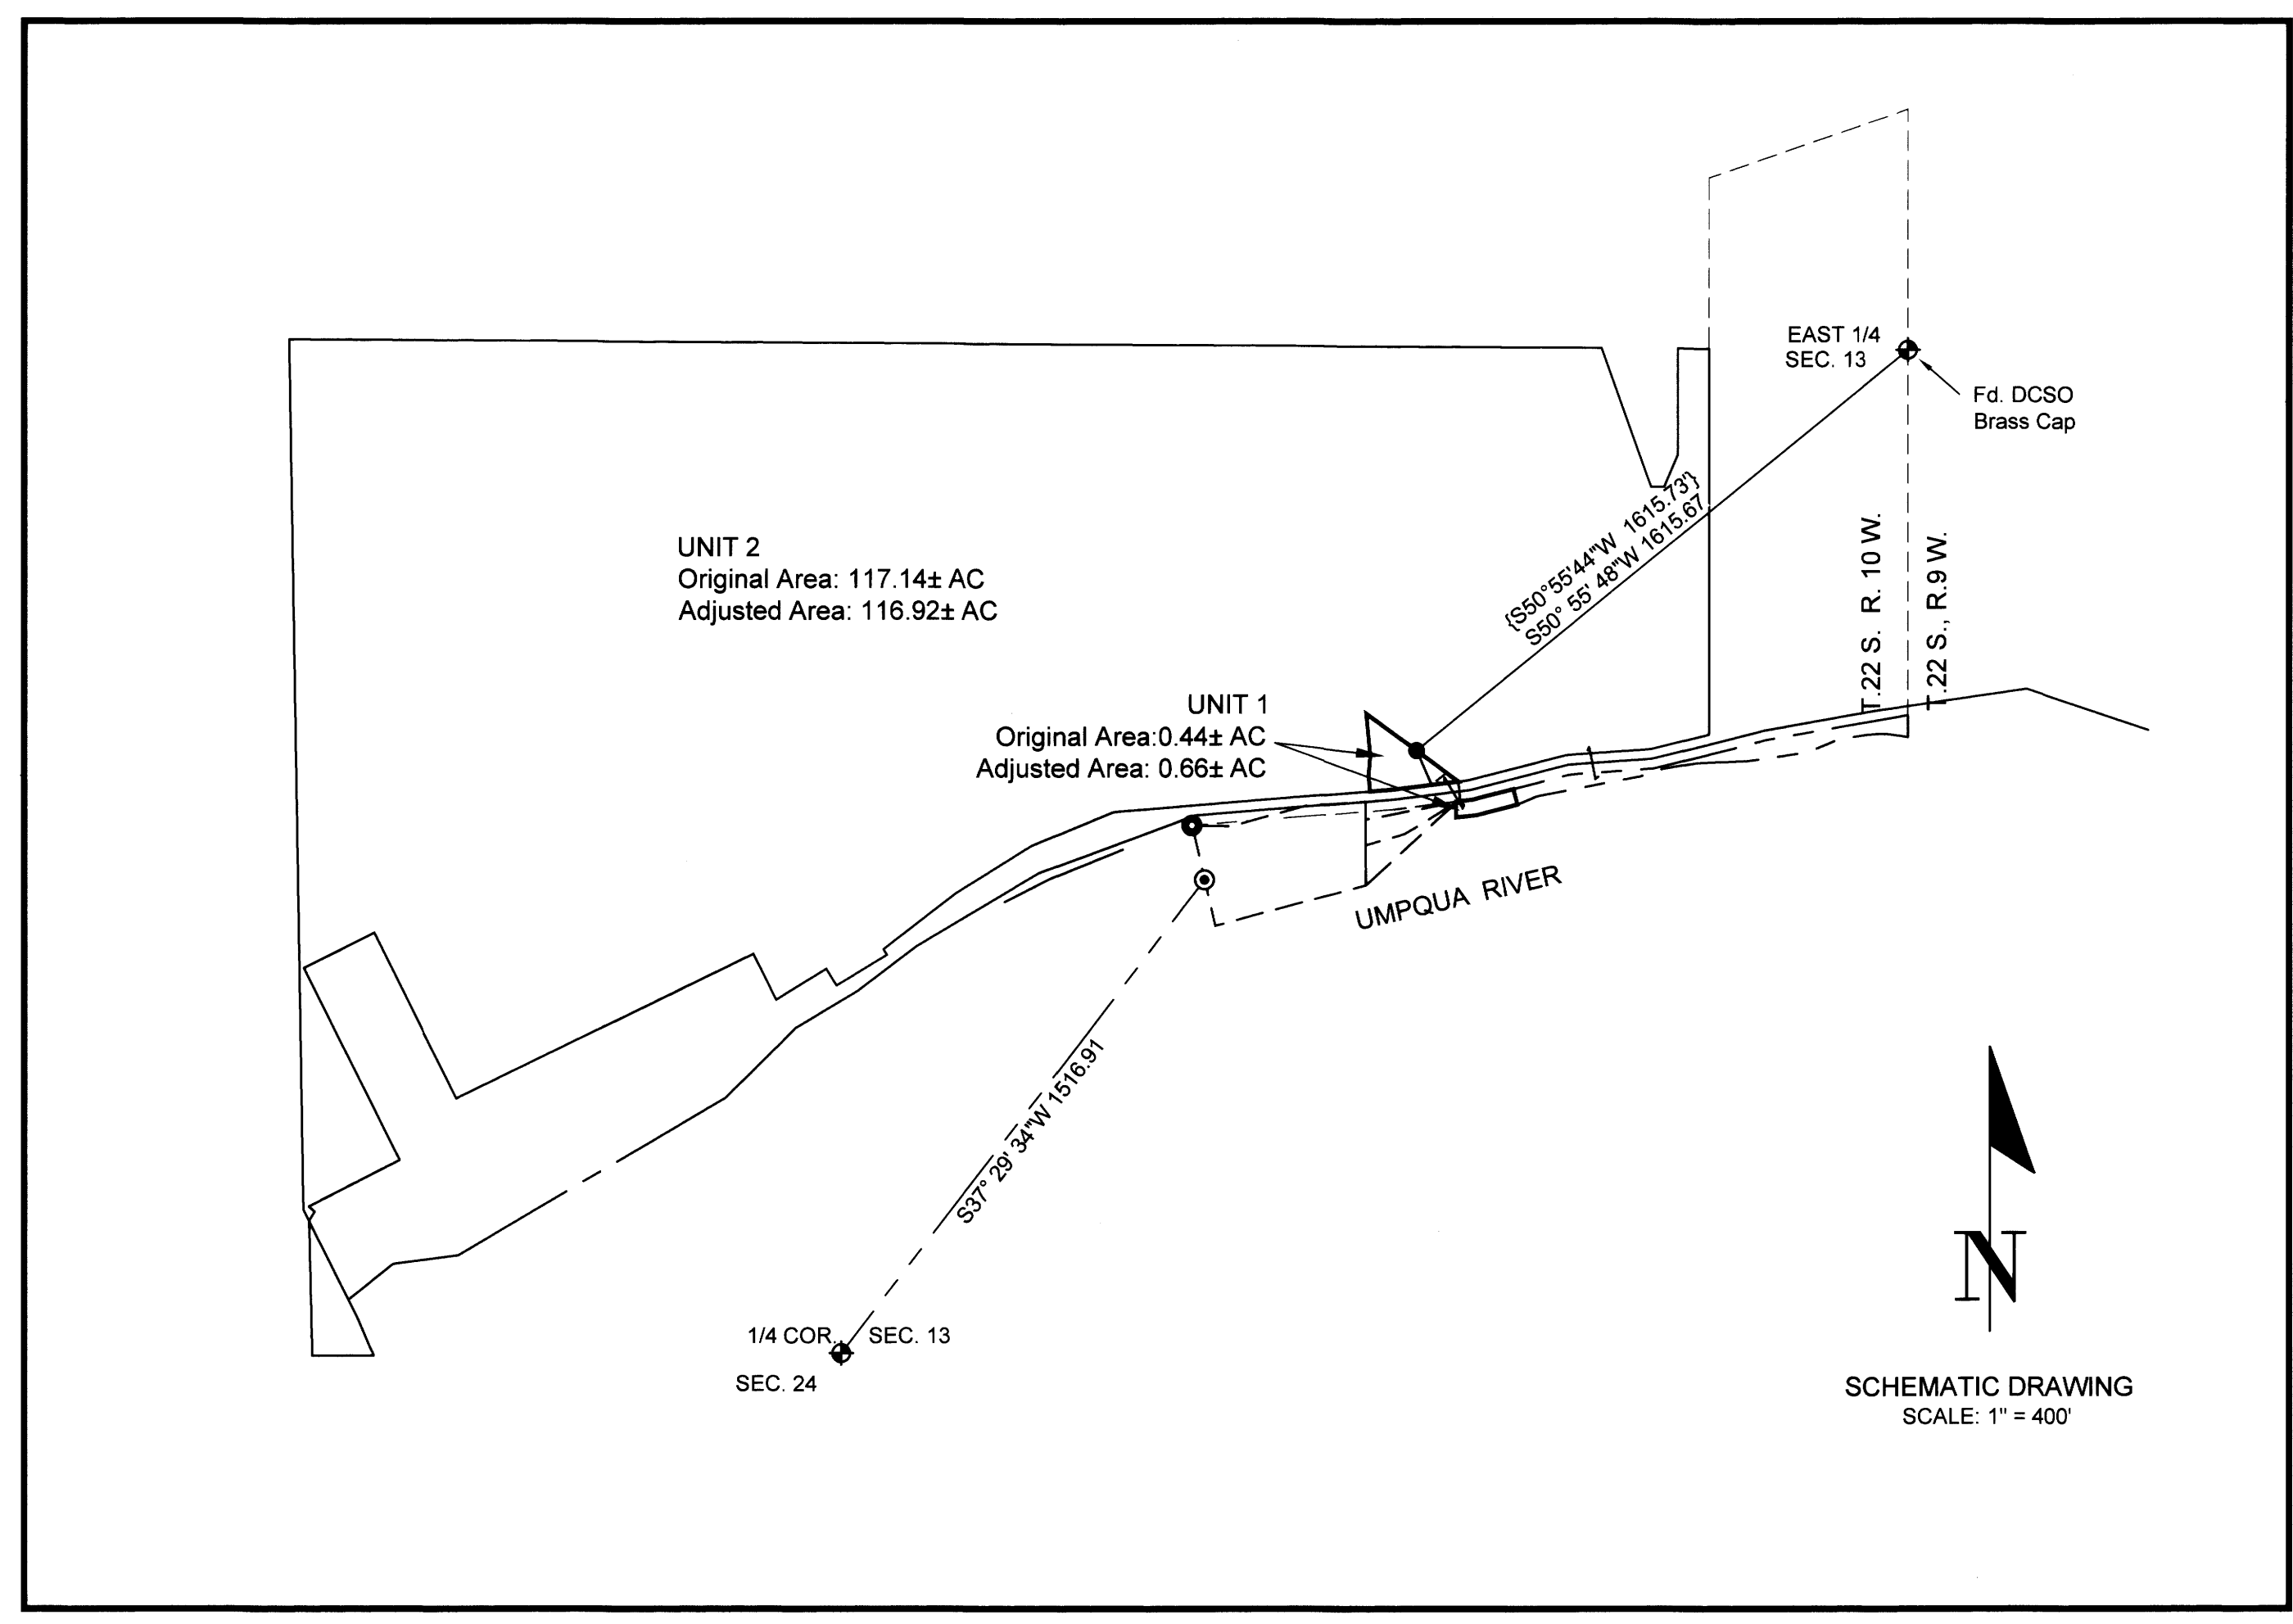 EAST 1/4
SEC. 13
Fd. DCSO
Brass Cap
{S50°55'44"W 1615.73'}
S50° 55' 48"W 1615.67
T.22 S. R. 10 W.
T.22 S., R.9 W.
UNIT 2
Original Area: 117.14± AC
Adjusted Area: 116.92± AC
UNIT 1
Original Area:0.44± AC
Adjusted Area: 0.66± AC
UMPQUA RIVER
S37° 29' 34"W 1516.91
1/4 COR. SEC. 13
SEC. 24
N
SCHEMATIC DRAWING
SCALE: 1" = 400'